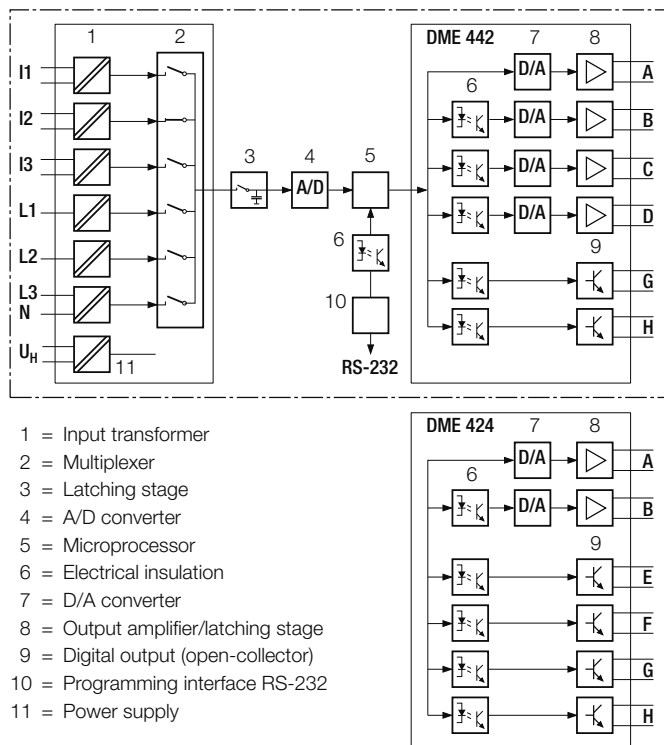 1 2 DME 442 7 8
I1 D/A A
6
I2 D/A B
I3 3 4 5 D/A C
L1 A/D D/A D
6 9
L2 G
L3 10
N H
U_H 11 RS-232
1 = Input transformer
2 = Multiplexer
3 = Latching stage
4 = A/D converter
5 = Microprocessor
6 = Electrical insulation
7 = D/A converter
8 = Output amplifier/latching stage
9 = Digital output (open-collector)
10 = Programming interface RS-232
11 = Power supply
DME 424 7 8
D/A A
6
D/A B
9
E
F
G
H